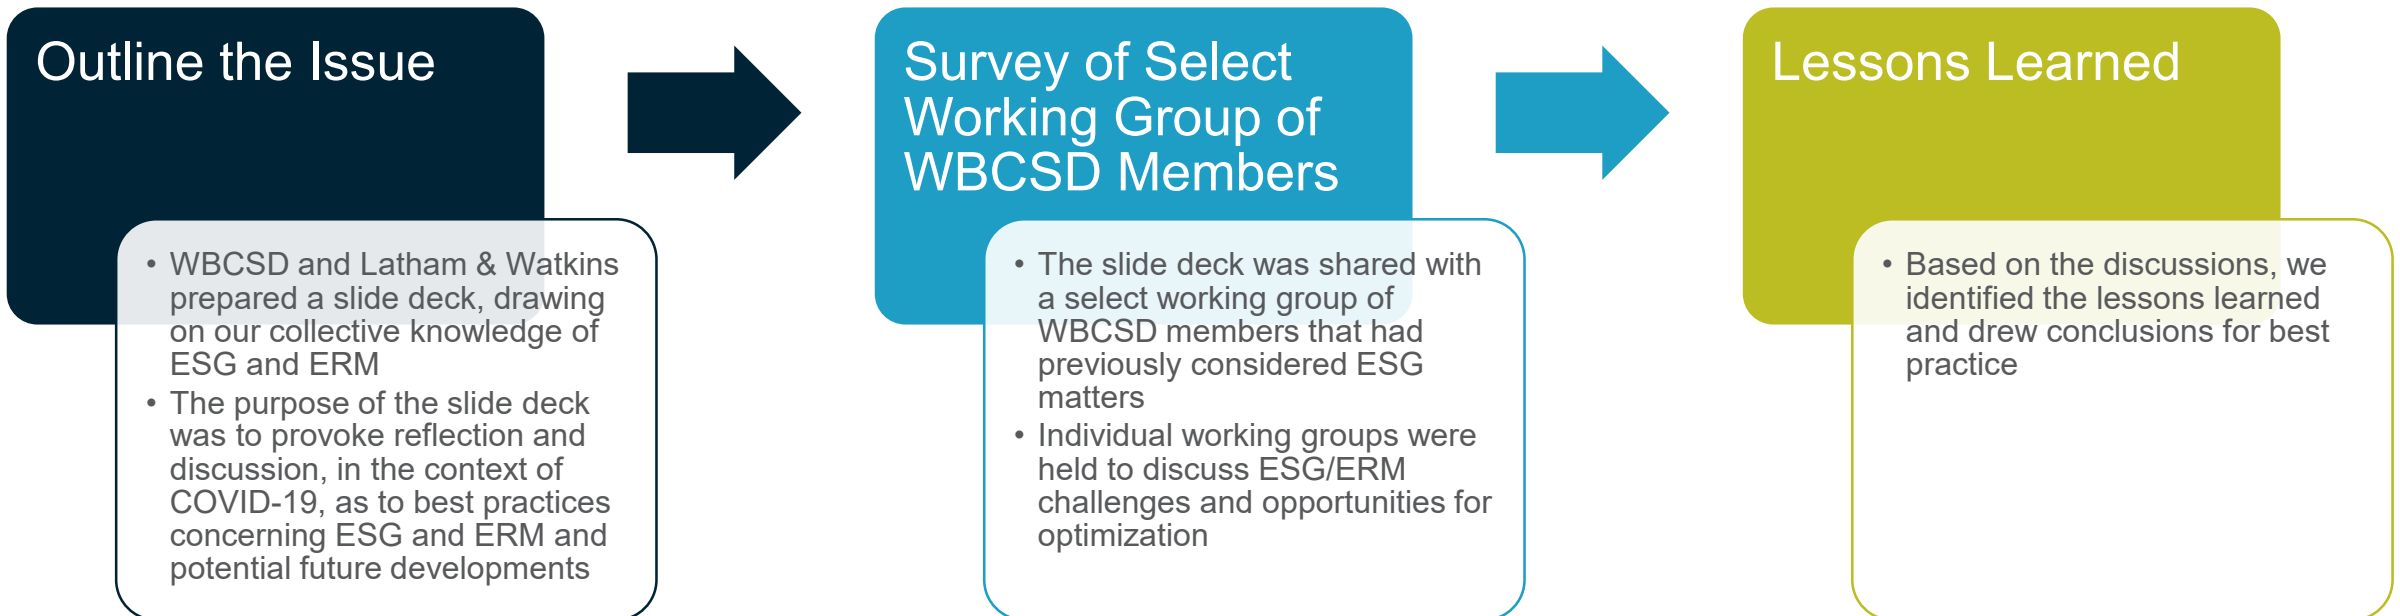 Outline the Issue
• WBCSD and Latham & Watkins
prepared a slide deck, drawing
on our collective knowledge of
ESG and ERM
• The purpose of the slide deck
was to provoke reflection and
discussion, in the context of
COVID-19, as to best practices
concerning ESG and ERM and
potential future developments
Survey of Select
Working Group of
WBCSD Members
• The slide deck was shared with
a select working group of
WBCSD members that had
previously considered ESG
matters
• Individual working groups were
held to discuss ESG/ERM
challenges and opportunities for
optimization
Lessons Learned
• Based on the discussions, we
identified the lessons learned
and drew conclusions for best
practice